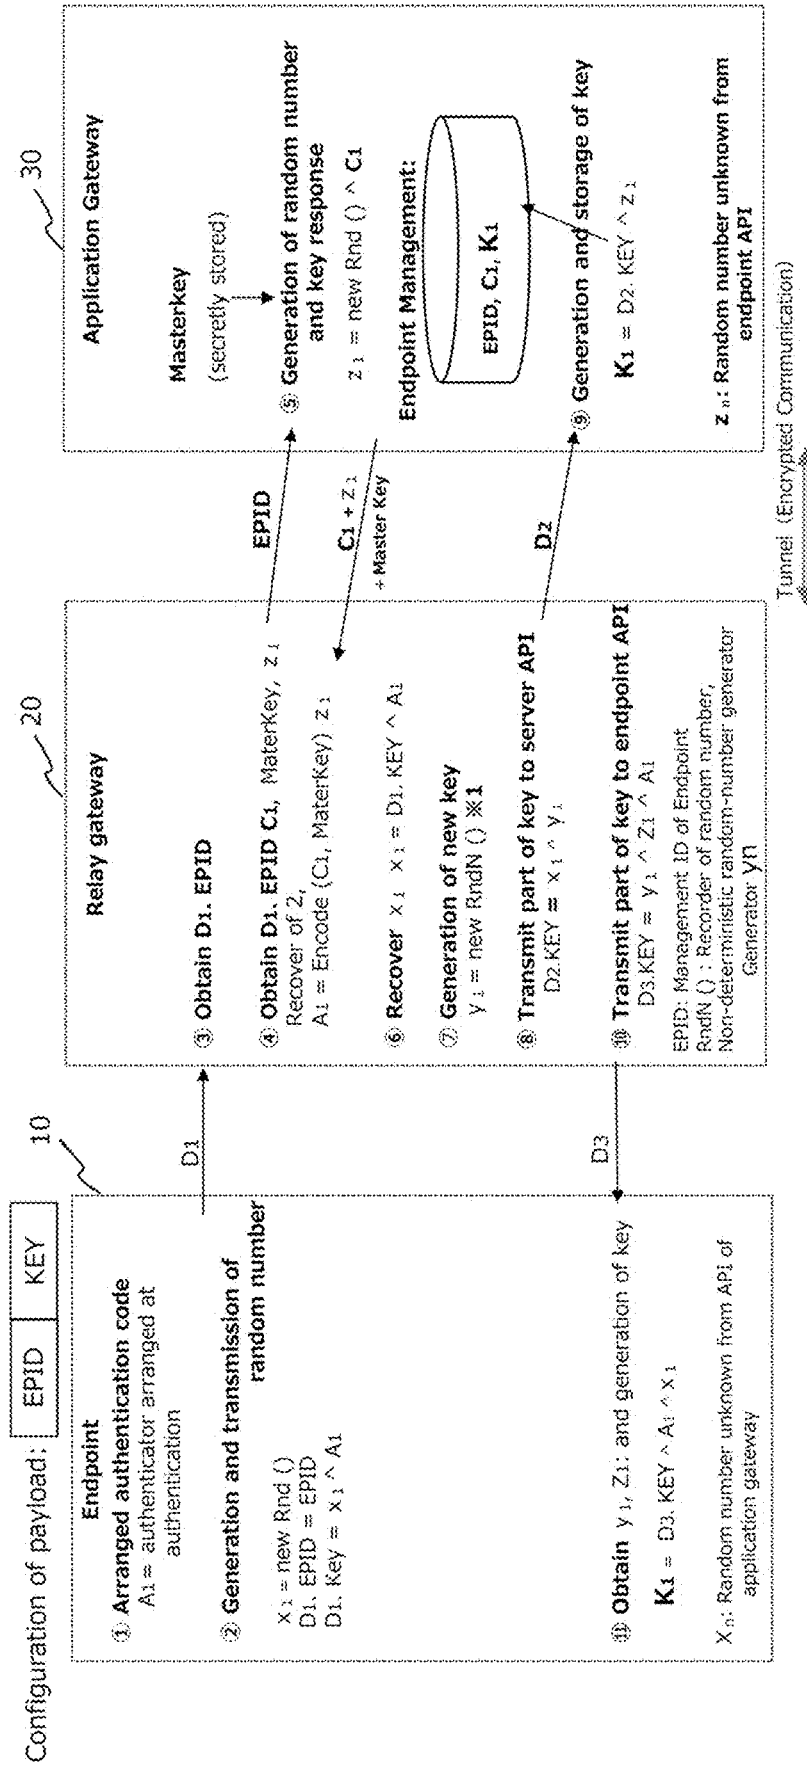 Configuration of payload:
EPID
KEY
10
Endpoint
① Arranged authentication code
A1= authenticator arranged at
authentication
② Generation and transmission of
random number
x1 = new Rnd ()
D1. EPID = EPID
D1. Key = x1 ^ A1
⑪ Obtain y1, Z1: and generation of key
K1 = D3. KEY ^ A1 ^ x1
Xn: Random number unknown from API of
application gateway
D1
D3
20
Relay gateway
③ Obtain D1. EPID
④ Obtain D1. EPID C1, MaterKey, z1
Recover of 2,
A1 = Encode (C1, MaterKey) z1
⑥ Recover x1 x1 = D1. KEY ^ A1
⑦ Generation of new key
y1 = new RndN () ※1
⑧ Transmit part of key to server API
D2.KEY = x1 ^ y1
⑩ Transmit part of key to endpoint API
D3.KEY = y1 ^ Z1 ^ A1
EPID: Management ID of Endpoint
RndN () : Recorder of random number,
Non-deterministic random-number generator
Generator yn
EPID
C1 + z1
+ Master Key
D2
Tunnel (Encrypted Communication)
30
Application Gateway
Masterkey
(secretly stored)
⑤ Generation of random number
and key response
z1 = new Rnd () ^ C1
Endpoint Management:
EPID, C1, K1
⑨ Generation and storage of key
K1 = D2. KEY ^ z1
zn: Random number unknown from
endpoint API